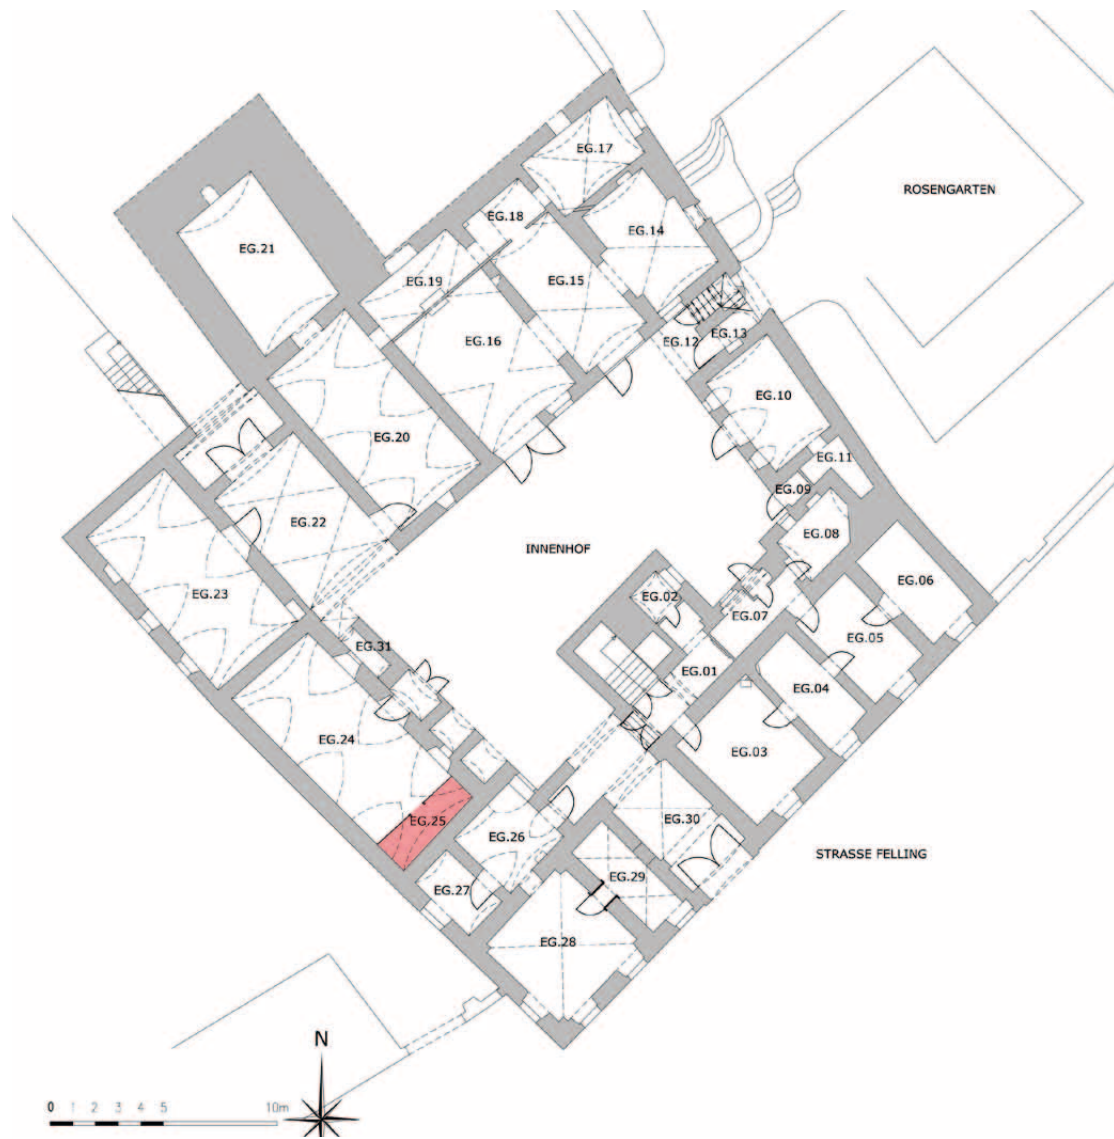 EG.17
ROSENGARTEN
EG.18
EG.14
EG.21
EG.19
EG.15
EG.16
EG.12
EG.13
EG.10
EG.20
EG.11
EG.09
EG.22
EG.08
INNENHOF
EG.06
EG.23
EG.02
EG.07
EG.05
EG.31
EG.01
EG.04
EG.24
EG.03
EG.25
EG.30
EG.26
STRASSE FELLING
EG.29
EG.27
EG.28
N
0 1 2 3 4 5 10m